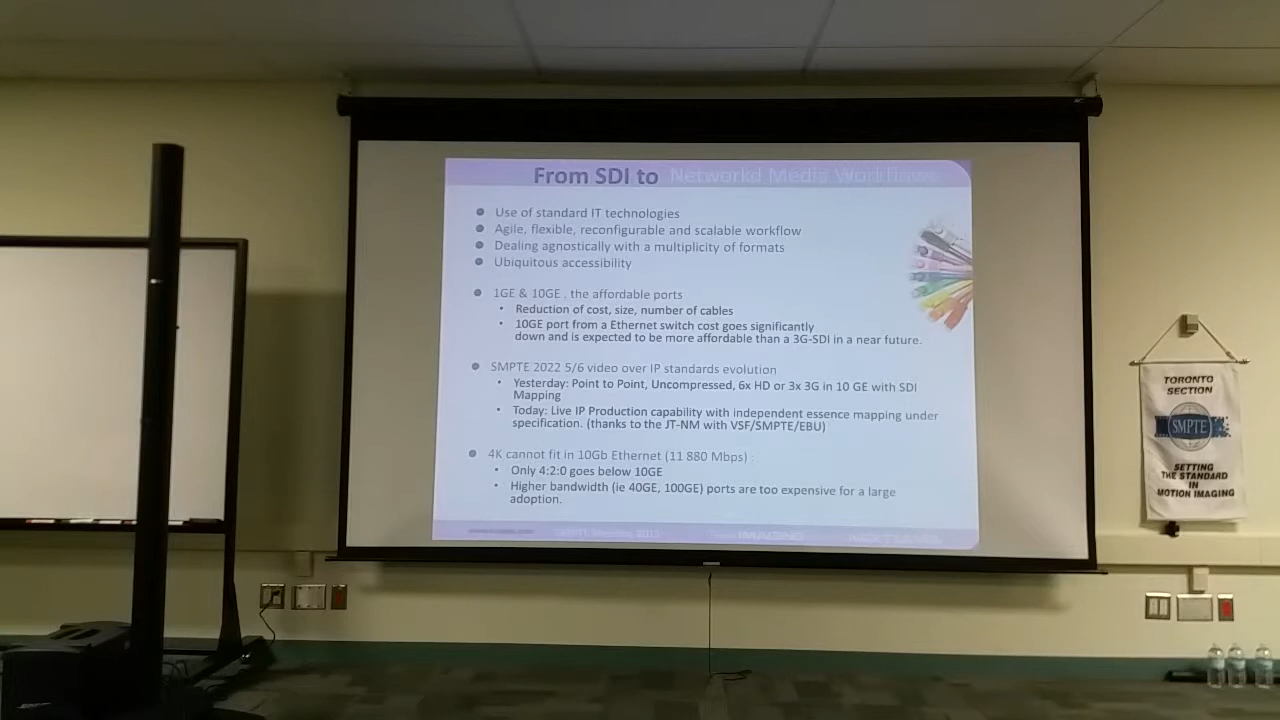 From SDI to Networkd Media Workflows
Use of standard IT technologies
Agile, flexible, reconfigurable and scalable workflow
Dealing agnostically with a multiplicity of formats
Ubiquitous accessibility
1GE & 10GE , the affordable ports
Reduction of cost, size, number of cables
10GE port from a Ethernet switch cost goes significantly
down and is expected to be more affordable than a 3G-SDI in a near future.
SMPTE 2022 5/6 video over IP standards evolution
Yesterday: Point to Point, Uncompressed, 6x HD or 3x 3G in 10 GE with SDI
Mapping
Today: Live IP Production capability with independent essence mapping under
specification. (thanks to the JT-NM with VSF/SMPTE/EBU)
4K cannot fit in 10Gb Ethernet (11 880 Mbps) :
Only 4:2:0 goes below 10GE
Higher bandwidth (ie 40GE, 100GE) ports are too expensive for a large
adoption.
IMAGING
TORONTO
SECTION
SMPTE
SETTING
THE STANDARD
IN
MOTION IMAGING